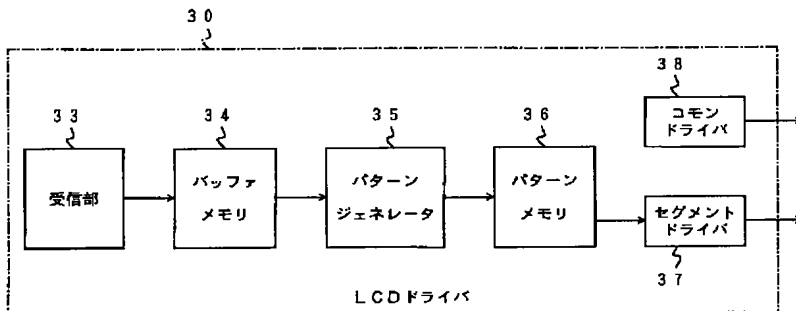 30
33
34
35
36
38
受信部
バッファ
メモリ
パターン
ジェネレータ
パターン
メモリ
コモン
ドライバ
セグメント
ドライバ
37
LCDドライバ